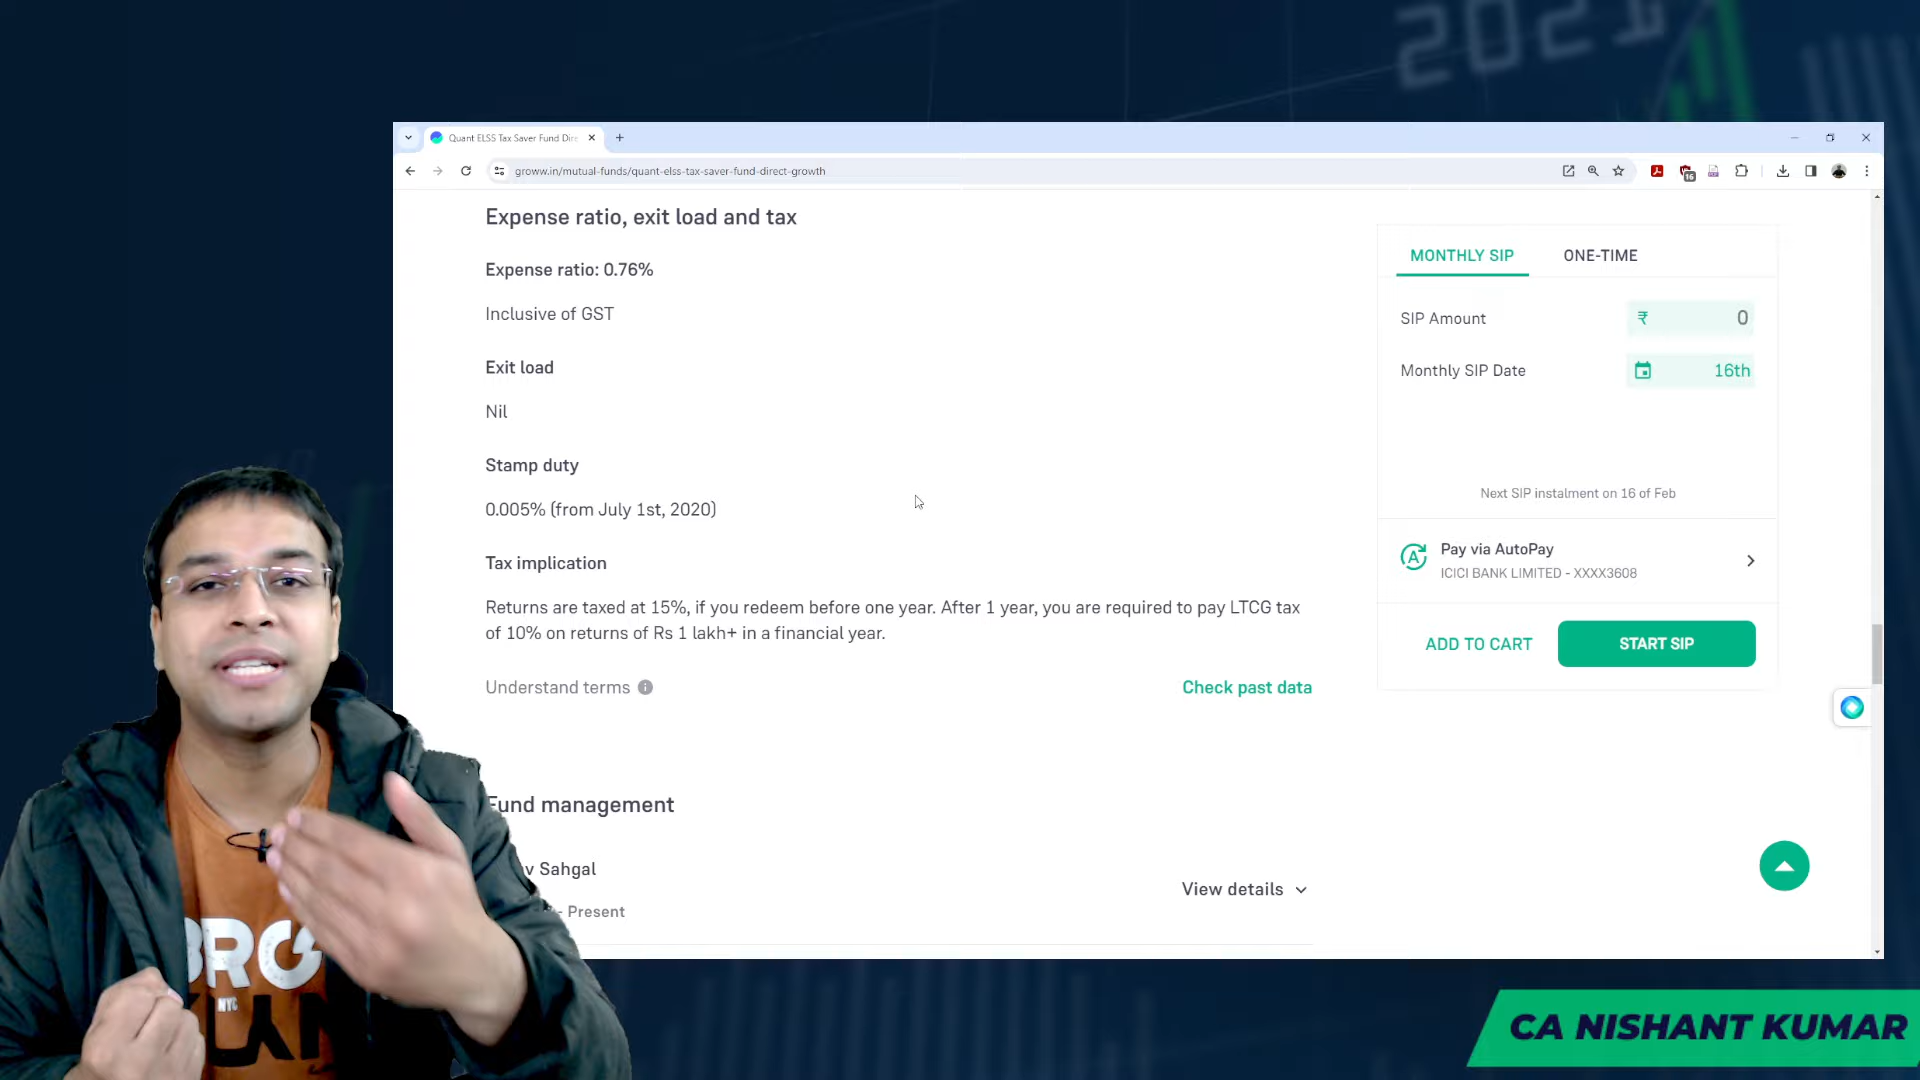 2021
Quant ELSS Tax Saver Fund Dire
groww.in/mutual-funds/quant-elss-tax-saver-fund-direct-growth
16
Expense ratio, exit load and tax
Expense ratio: 0.76%
Inclusive of GST
Exit load
Nil
Stamp duty
0.005% (from July 1st, 2020)
Tax implication
Returns are taxed at 15%, if you redeem before one year. After 1 year, you are required to pay LTCG tax
of 10% on returns of Rs 1 lakh+ in a financial year.
Understand terms
Check past data
Fund management
v Sahgal
- Present
View details
MONTHLY SIP ONE-TIME
SIP Amount ₹ 0
Monthly SIP Date 16th
Next SIP instalment on 16 of Feb
A
Pay via AutoPay
ICICI BANK LIMITED - XXXX3608
ADD TO CART START SIP
BRO
NYC
CA NISHANT KUMAR